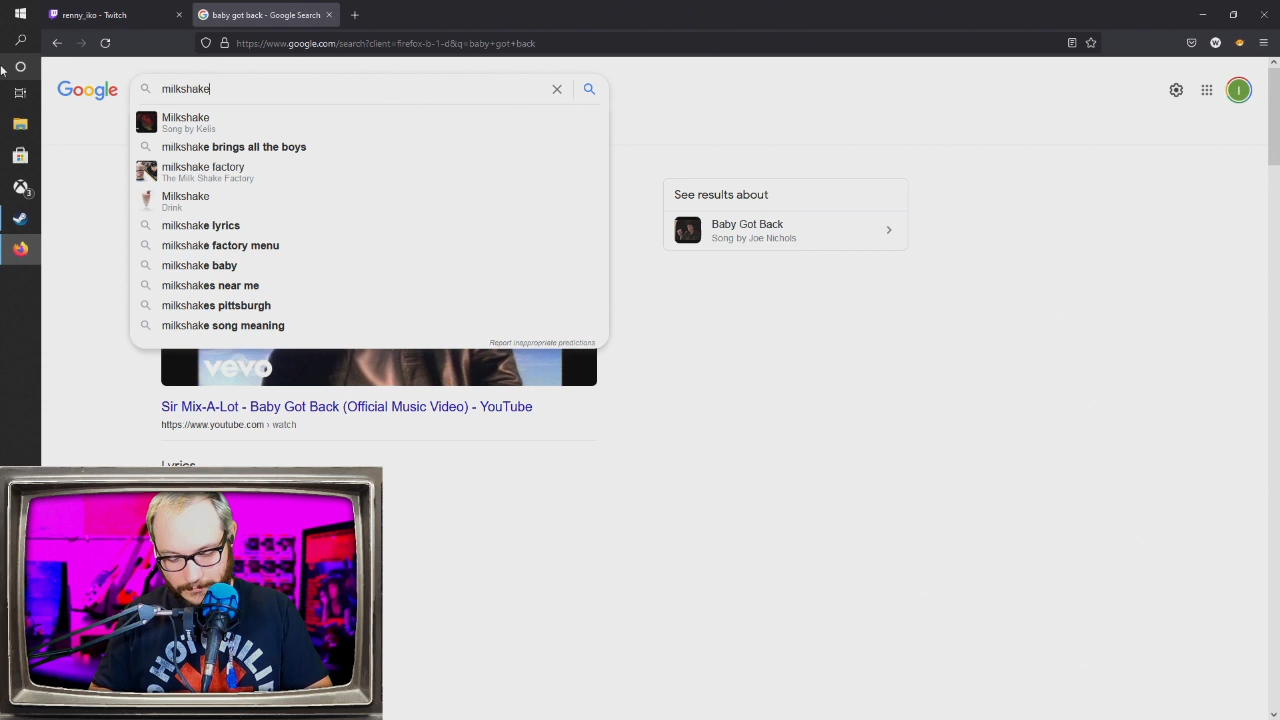 renny_iko - Twitch
baby got back - Google Search
https://www.google.com/search?client=firefox-b-1-d&q=baby+got+back
Google
milkshake
Milkshake
Song by Kelis
milkshake brings all the boys
milkshake factory
The Milk Shake Factory
Milkshake
Drink
milkshake lyrics
milkshake factory menu
milkshake baby
milkshakes near me
milkshakes pittsburgh
milkshake song meaning
Report inappropriate predictions
See results about
Baby Got Back
Song by Joe Nichols
W
I
3
vevo
Sir Mix-A-Lot - Baby Got Back (Official Music Video) - YouTube
https://www.youtube.com › watch
Lyrics
HOT CHILI